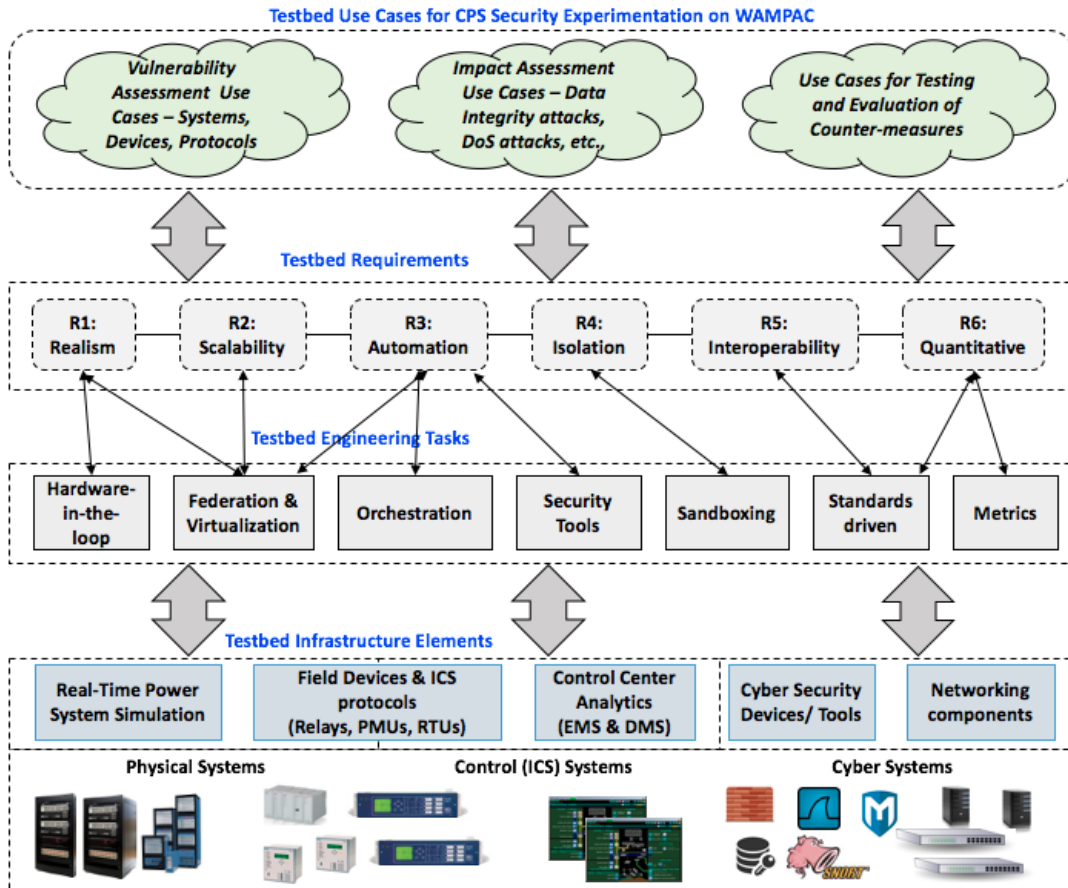 Testbed Use Cases for CPS Security Experimentation on WAMPAC
Vulnerability
Assessment Use
Cases – Systems,
Devices, Protocols
Impact Assessment
Use Cases – Data
Integrity attacks,
DoS attacks, etc.,
Use Cases for Testing
and Evaluation of
Counter-measures
Testbed Requirements
R1:
Realism
R2:
Scalability
R3:
Automation
R4:
Isolation
R5:
Interoperability
R6:
Quantitative
Testbed Engineering Tasks
Hardware-
in-the-
loop
Federation &
Virtualization
Orchestration
Security
Tools
Sandboxing
Standards
driven
Metrics
Testbed Infrastructure Elements
Real-Time Power
System Simulation
Field Devices & ICS
protocols
(Relays, PMUs, RTUs)
Control Center
Analytics
(EMS & DMS)
Cyber Security
Devices/ Tools
Networking
components
Physical Systems
Control (ICS) Systems
Cyber Systems
M
SNORT